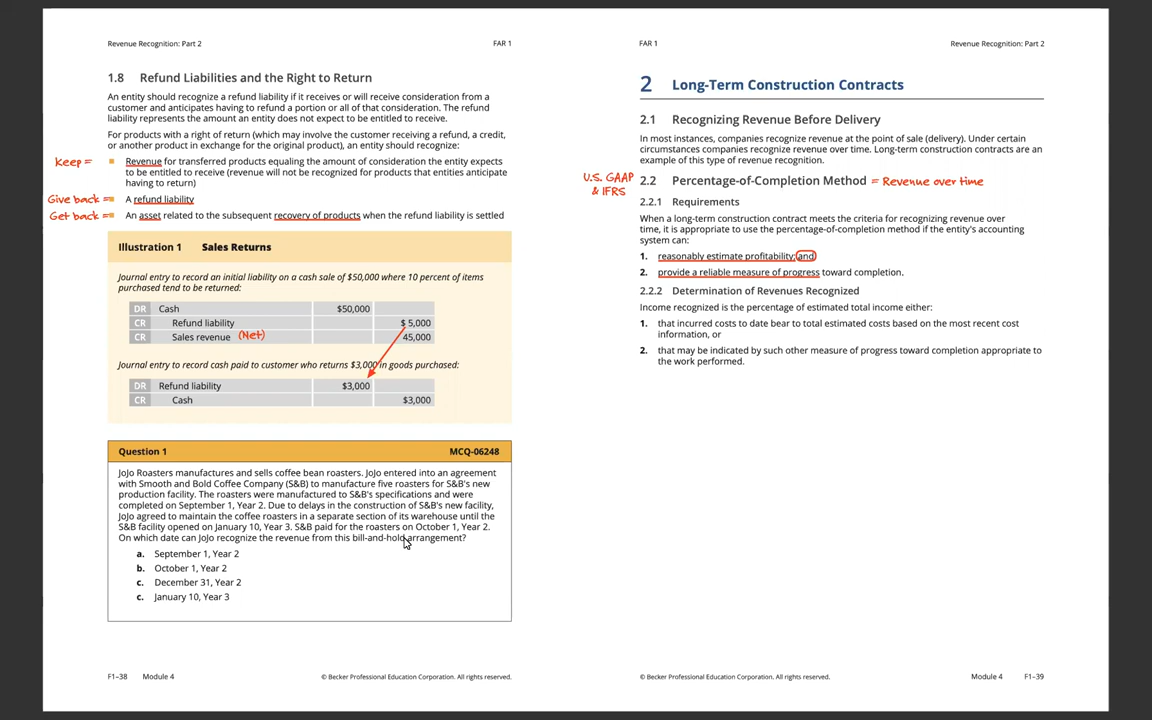 Revenue Recognition: Part 2 FAR 1
1.8 Refund Liabilities and the Right to Return
An entity should recognize a refund liability if it receives or will receive consideration from a
customer and anticipates having to refund a portion or all of that consideration. The refund
liability represents the amount an entity does not expect to be entitled to receive.
For products with a right of return (which may involve the customer receiving a refund, a credit,
or another product in exchange for the original product), an entity should recognize:
Keep = Revenue for transferred products equaling the amount of consideration the entity expects
to be entitled to receive (revenue will not be recognized for products that entities anticipate
having to return)
Give back = A refund liability
Get back = An asset related to the subsequent recovery of products when the refund liability is settled
Illustration 1 Sales Returns
Journal entry to record an initial liability on a cash sale of $50,000 where 10 percent of items
purchased tend to be returned:
DR Cash $50,000
CR Refund liability $ 5,000
CR Sales revenue (Net) 45,000
Journal entry to record cash paid to customer who returns $3,000 in goods purchased:
DR Refund liability $3,000
CR Cash $3,000
Question 1 MCQ-06248
JoJo Roasters manufactures and sells coffee bean roasters. JoJo entered into an agreement
with Smooth and Bold Coffee Company (S&B) to manufacture five roasters for S&B's new
production facility. The roasters were manufactured to S&B's specifications and were
completed on September 1, Year 2. Due to delays in the construction of S&B's new facility,
JoJo agreed to maintain the coffee roasters in a separate section of its warehouse until the
S&B facility opened on January 10, Year 3. S&B paid for the roasters on October 1, Year 2.
On which date can JoJo recognize the revenue from this bill-and-hold arrangement?
a. September 1, Year 2
b. October 1, Year 2
c. December 31, Year 2
c. January 10, Year 3
F1–38 Module 4 © Becker Professional Education Corporation. All rights reserved.
FAR 1 Revenue Recognition: Part 2
2 Long-Term Construction Contracts
2.1 Recognizing Revenue Before Delivery
In most instances, companies recognize revenue at the point of sale (delivery). Under certain
circumstances companies recognize revenue over time. Long-term construction contracts are an
example of this type of revenue recognition.
U.S. GAAP
& IFRS
2.2 Percentage-of-Completion Method = Revenue over time
2.2.1 Requirements
When a long-term construction contract meets the criteria for recognizing revenue over
time, it is appropriate to use the percentage-of-completion method if the entity's accounting
system can:
1. reasonably estimate profitability; and
2. provide a reliable measure of progress toward completion.
2.2.2 Determination of Revenues Recognized
Income recognized is the percentage of estimated total income either:
1. that incurred costs to date bear to total estimated costs based on the most recent cost
information, or
2. that may be indicated by such other measure of progress toward completion appropriate to
the work performed.
© Becker Professional Education Corporation. All rights reserved. Module 4 F1–39